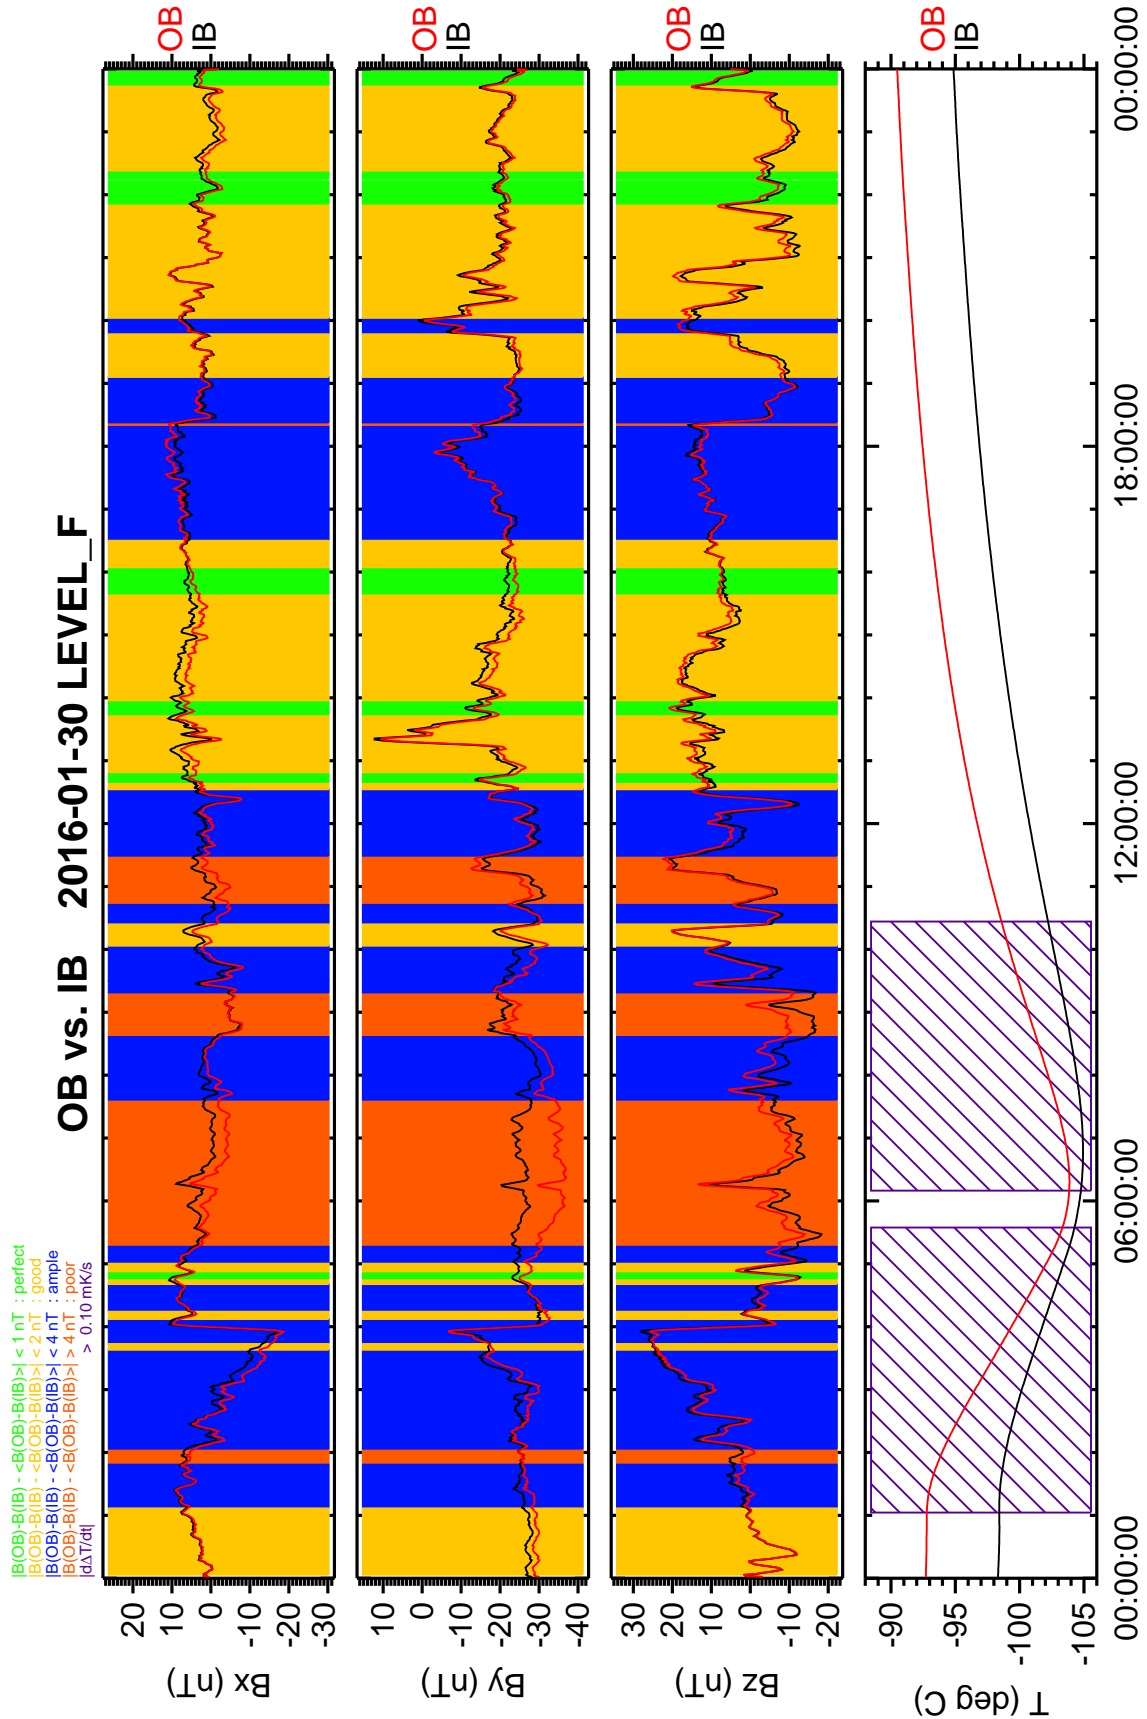 OB vs. IB 2016-01-30 LEVEL_F
|B(OB)-B(IB) - <B(OB)-B(IB)>| < 1 nT : perfect
|B(OB)-B(IB) - <B(OB)-B(IB)>| < 2 nT : good
|B(OB)-B(IB) - <B(OB)-B(IB)>| < 4 nT : ample
|B(OB)-B(IB) - <B(OB)-B(IB)>| > 4 nT : poor
|dΔT/dt| > 0.10 mK/s
Bx (nT)
20
10
0
-10
-20
-30
OB
IB
By (nT)
10
0
-10
-20
-30
-40
OB
IB
Bz (nT)
30
20
10
0
-10
-20
OB
IB
T (deg C)
-90
-95
-100
-105
OB
IB
00:00:00
06:00:00
12:00:00
18:00:00
00:00:00